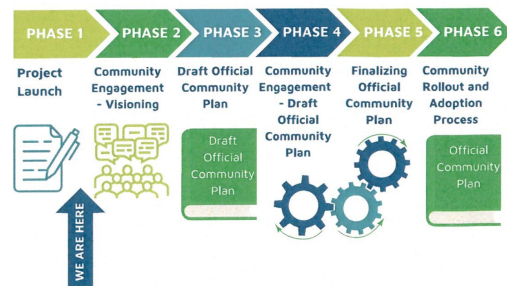 PHASE 1
PHASE 2
PHASE 3
PHASE 4
PHASE 5
PHASE 6
Project
Launch
Community
Engagement
- Visioning
Draft Official
Community
Plan
Community
Engagement
- Draft
Official
Community
Plan
Finalizing
Official
Community
Plan
Community
Rollout and
Adoption
Process
Draft
Official
Community
Plan
Official
Community
Plan
WE ARE HERE